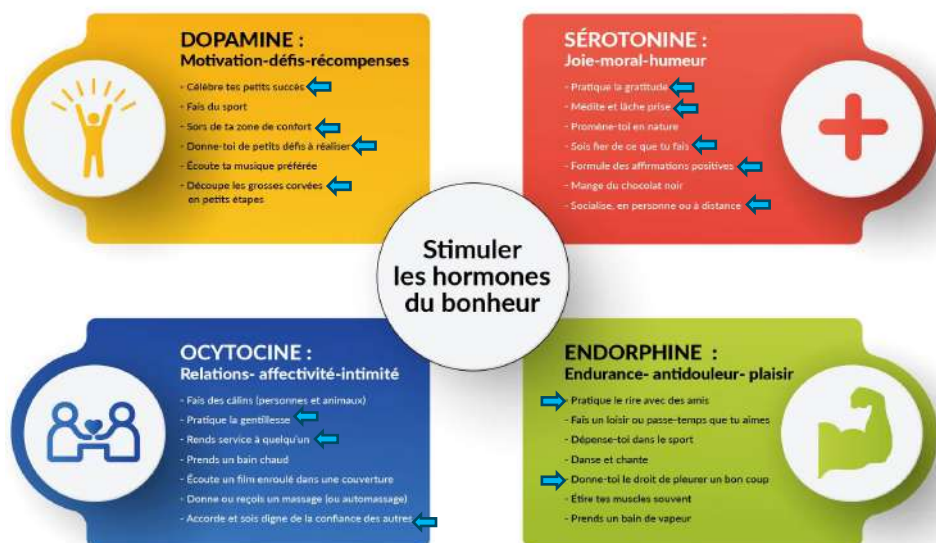 DOPAMINE :
Motivation-défis-récompenses
- Célèbre tes petits succès
- Fais du sport
- Sors de ta zone de confort
- Donne-toi de petits défis à réaliser
- Écoute ta musique préférée
- Découpe les grosses corvées
en petits étapes
SÉROTONINE :
Joie-moral-humeur
- Pratique la gratitude
- Médite et lâche prise
- Promène-toi en nature
- Sois fier de ce que tu fais
- Formule des affirmations positives
- Mange du chocolat noir
- Socialise, en personne ou à distance
Stimuler
les hormones
du bonheur
OCYTOCINE :
Relations- affectivité-intimité
- Fais des câlins (personnes et animaux)
- Pratique la gentillesse
- Rends service à quelqu'un
- Prends un bain chaud
- Écoute un film enroulé dans une couverture
- Donne ou reçois un massage (ou automassage)
- Accorde et sois digne de la confiance des autres
ENDORPHINE :
Endurance- antidouleur- plaisir
- Pratique le rire avec des amis
- Fais un loisir ou passe-temps que tu aimes
- Dépense-toi dans le sport
- Danse et chante
- Donne-toi le droit de pleurer un bon coup
- Étire tes muscles souvent
- Prends un bain de vapeur